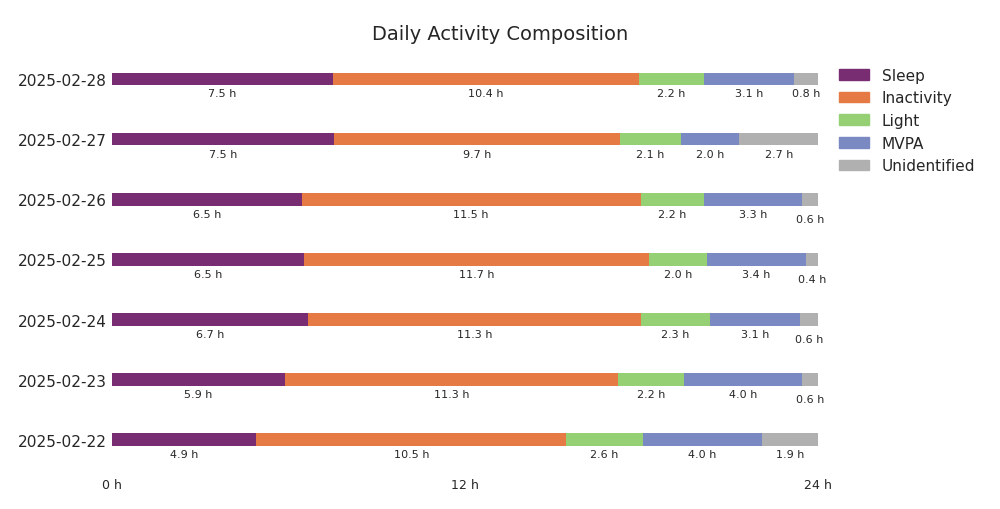 Daily Activity Composition
2025-02-28
7.5 h 10.4 h 2.2 h 3.1 h 0.8 h
2025-02-27
7.5 h 9.7 h 2.1 h 2.0 h 2.7 h
2025-02-26
6.5 h 11.5 h 2.2 h 3.3 h 0.6 h
2025-02-25
6.5 h 11.7 h 2.0 h 3.4 h 0.4 h
2025-02-24
6.7 h 11.3 h 2.3 h 3.1 h 0.6 h
2025-02-23
5.9 h 11.3 h 2.2 h 4.0 h 0.6 h
2025-02-22
4.9 h 10.5 h 2.6 h 4.0 h 1.9 h
0 h 12 h 24 h
Sleep
Inactivity
Light
MVPA
Unidentified